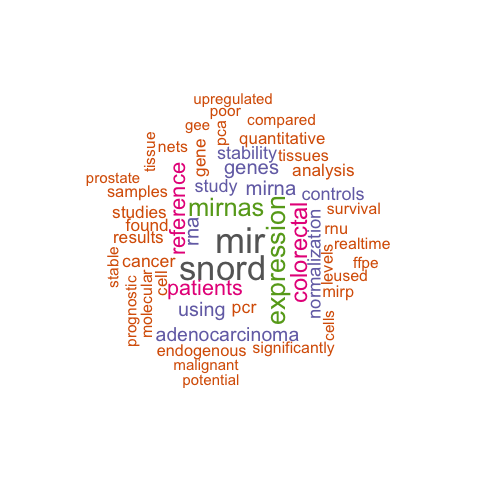 upregulated
poor
gee
pca
compared
tissue
nets
gene
quantitative
stability
tissues
prostate
reference
genes
analysis
samples
study
mirna
controls
studies
mirnas
expression
colorectal
normalization
survival
found
rna
rnu
results
mir
levels
realtime
stable
cancer
cell
snord
ffpe
prognostic
molecular
patients
used
mirp
using
pcr
cells
adenocarcinoma
endogenous
significantly
malignant
potential